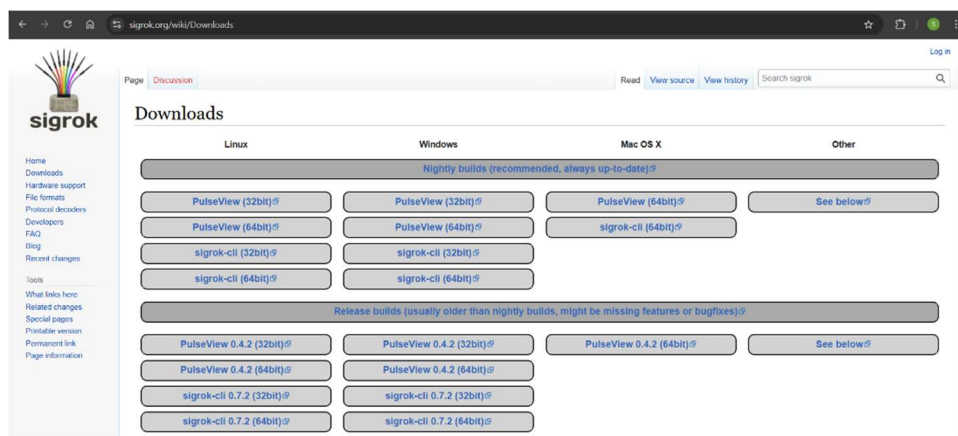 sigrok.org/wiki/Downloads
S
Log in
Page Discussion Read View source View history Search sigrok
sigrok
Downloads
Home
Downloads
Hardware support
File formats
Protocol decoders
Developers
FAQ
Blog
Recent changes
Tools
What links here
Related changes
Special pages
Printable version
Permanent link
Page information
Linux Windows Mac OS X Other
Nightly builds (recommended, always up-to-date)
PulseView (32bit) PulseView (32bit) PulseView (64bit) See below
PulseView (64bit) PulseView (64bit) sigrok-cli (64bit)
sigrok-cli (32bit) sigrok-cli (32bit)
sigrok-cli (64bit) sigrok-cli (64bit)
Release builds (usually older than nightly builds, might be missing features or bugfixes)
PulseView 0.4.2 (32bit) PulseView 0.4.2 (32bit) PulseView 0.4.2 (64bit) See below
PulseView 0.4.2 (64bit) PulseView 0.4.2 (64bit)
sigrok-cli 0.7.2 (32bit) sigrok-cli 0.7.2 (32bit)
sigrok-cli 0.7.2 (64bit) sigrok-cli 0.7.2 (64bit)